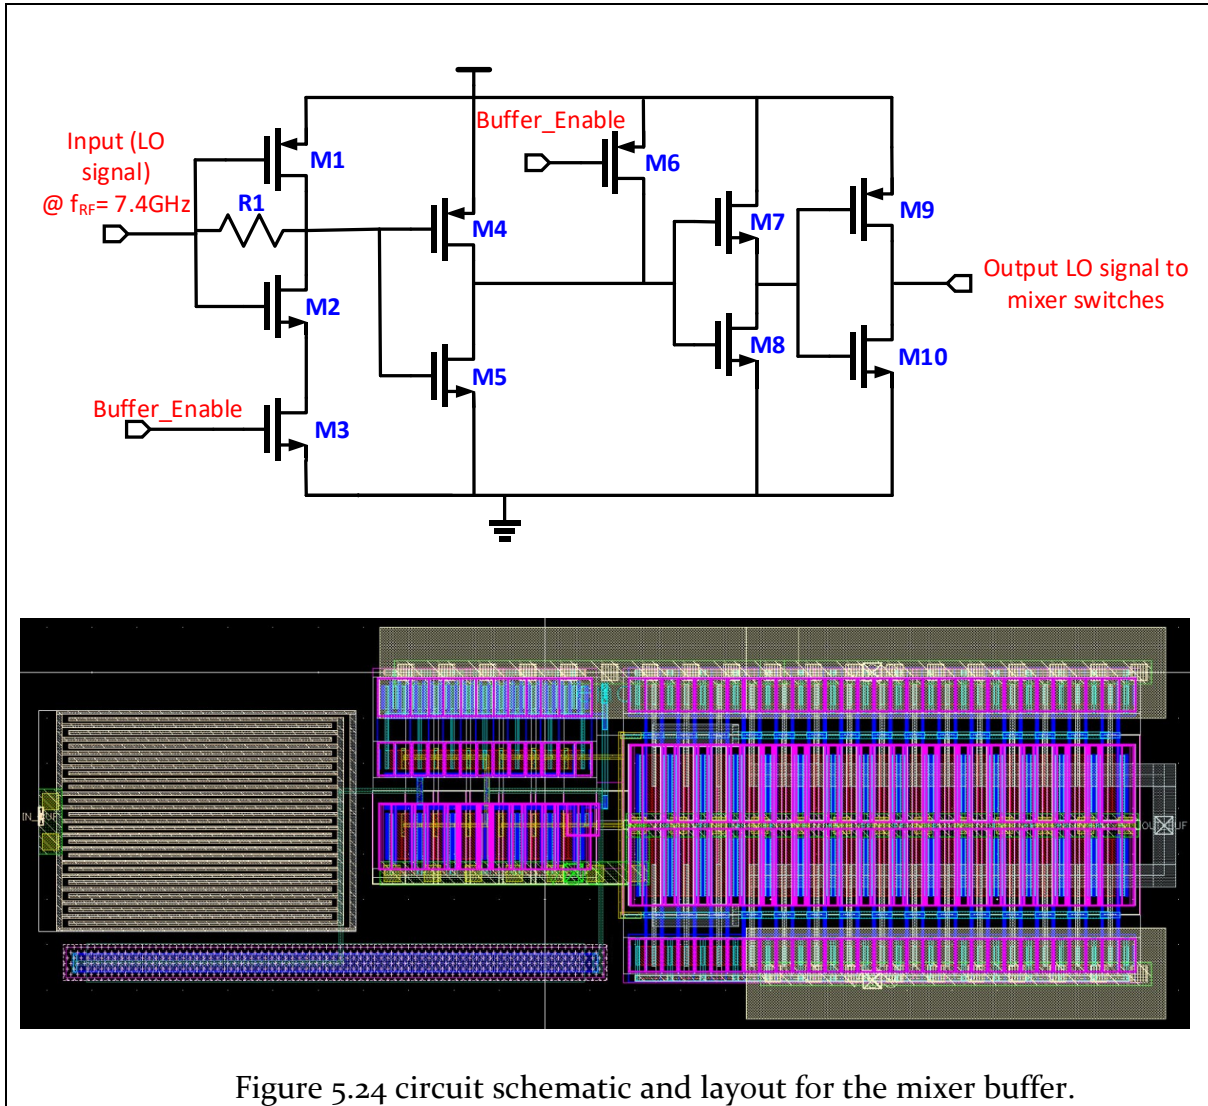 Input (LO
signal)
@ fRF= 7.4GHz
R1
M1
M2
Buffer_Enable
M3
M4
M5
Buffer_Enable
M6
M7
M8
M9
M10
Output LO signal to
mixer switches
Figure 5.24 circuit schematic and layout for the mixer buffer.